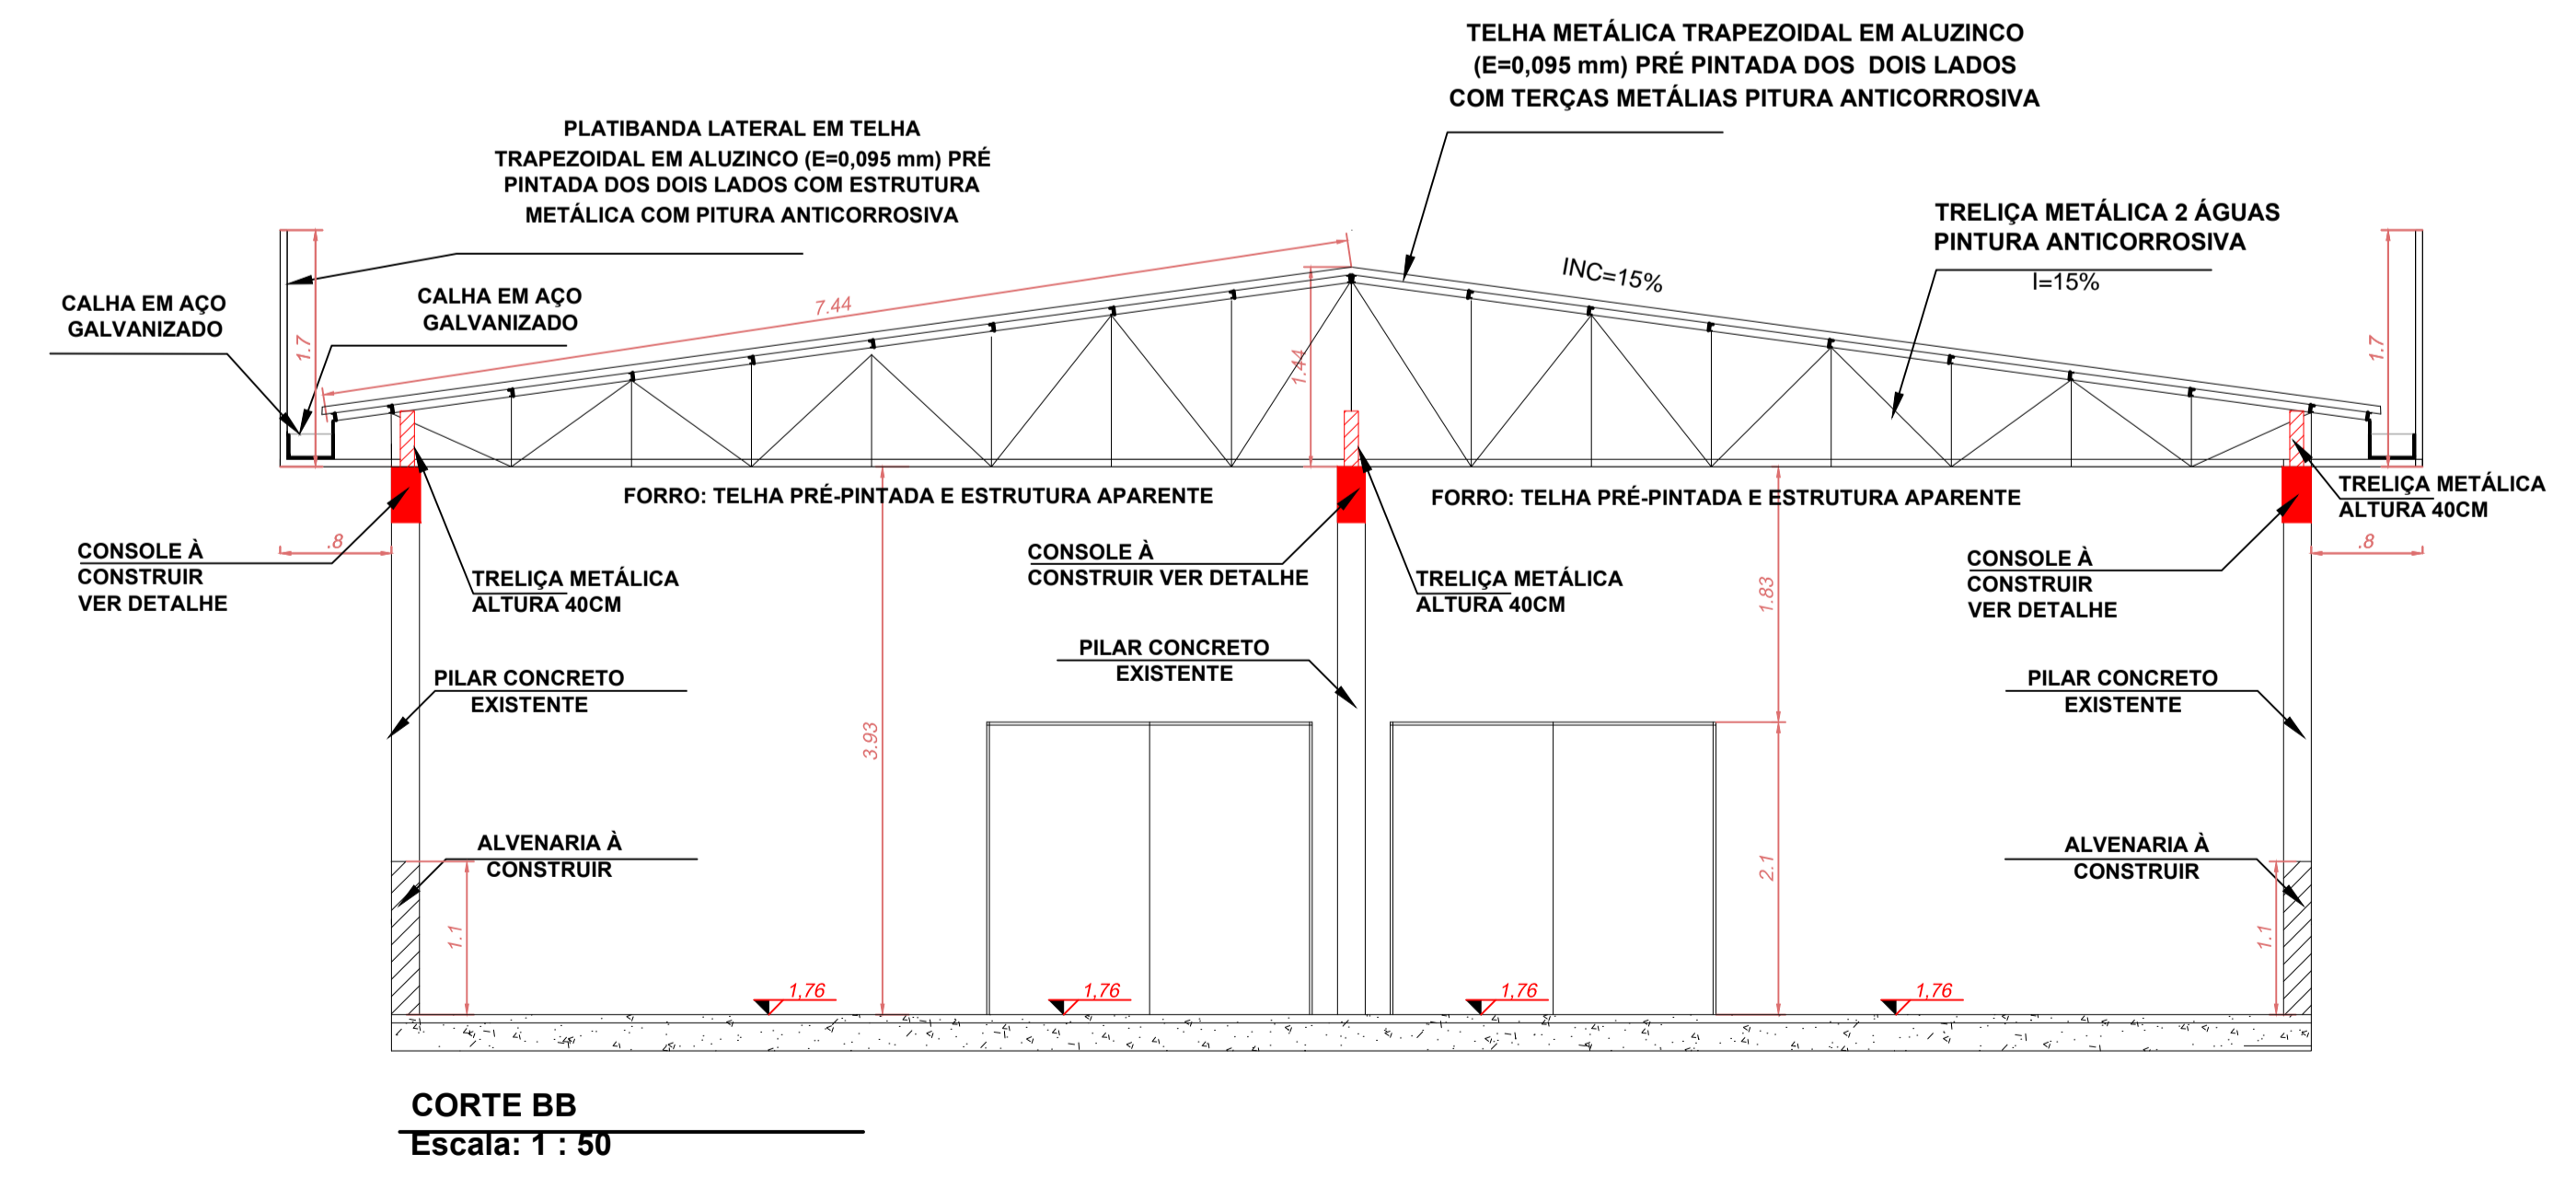 TELHA METÁLICA TRAPEZOIDAL EM ALUZINCO
(E=0,095 mm) PRÉ PINTADA DOS DOIS LADOS
COM TERÇAS METÁLIAS PITURA ANTICORROSIVA
PLATIBANDA LATERAL EM TELHA
TRAPEZOIDAL EM ALUZINCO (E=0,095 mm) PRÉ
PINTADA DOS DOIS LADOS COM ESTRUTURA
METÁLICA COM PITURA ANTICORROSIVA
TRELIÇA METÁLICA 2 ÁGUAS
PINTURA ANTICORROSIVA
I=15%
INC=15%
CALHA EM AÇO
GALVANIZADO
CALHA EM AÇO
GALVANIZADO
7.44
1.7
1.44
1.7
FORRO: TELHA PRÉ-PINTADA E ESTRUTURA APARENTE
FORRO: TELHA PRÉ-PINTADA E ESTRUTURA APARENTE
TRELIÇA METÁLICA
ALTURA 40CM
.8
.8
CONSOLE À
CONSTRUIR
VER DETALHE
TRELIÇA METÁLICA
ALTURA 40CM
CONSOLE À
CONSTRUIR VER DETALHE
TRELIÇA METÁLICA
ALTURA 40CM
1.83
CONSOLE À
CONSTRUIR
VER DETALHE
PILAR CONCRETO
EXISTENTE
PILAR CONCRETO
EXISTENTE
PILAR CONCRETO
EXISTENTE
3.93
2.1
ALVENARIA À
CONSTRUIR
ALVENARIA À
CONSTRUIR
1.1
1.1
1,76
1,76
1,76
1,76
CORTE BB
Escala: 1 : 50